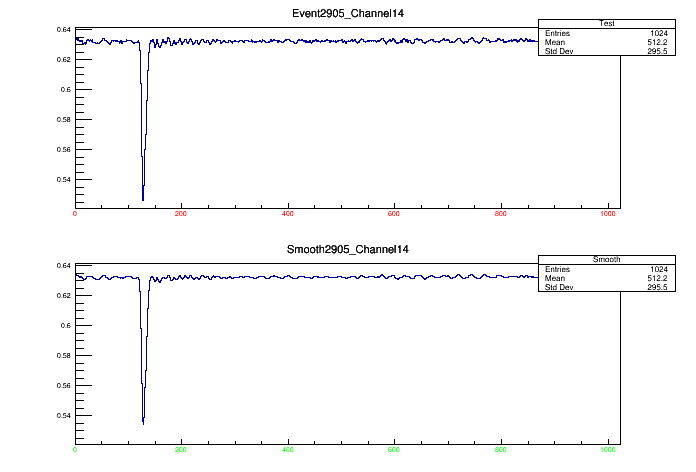 Event2905_Channel14
Test
Entries 1024
Mean 512.2
Std Dev 295.5
0.64
0.62
0.6
0.58
0.56
0.54
0 200 400 600 800 1000
Smooth2905_Channel14
Smooth
Entries 1024
Mean 512.2
Std Dev 295.5
0.64
0.62
0.6
0.58
0.56
0.54
0 200 400 600 800 1000